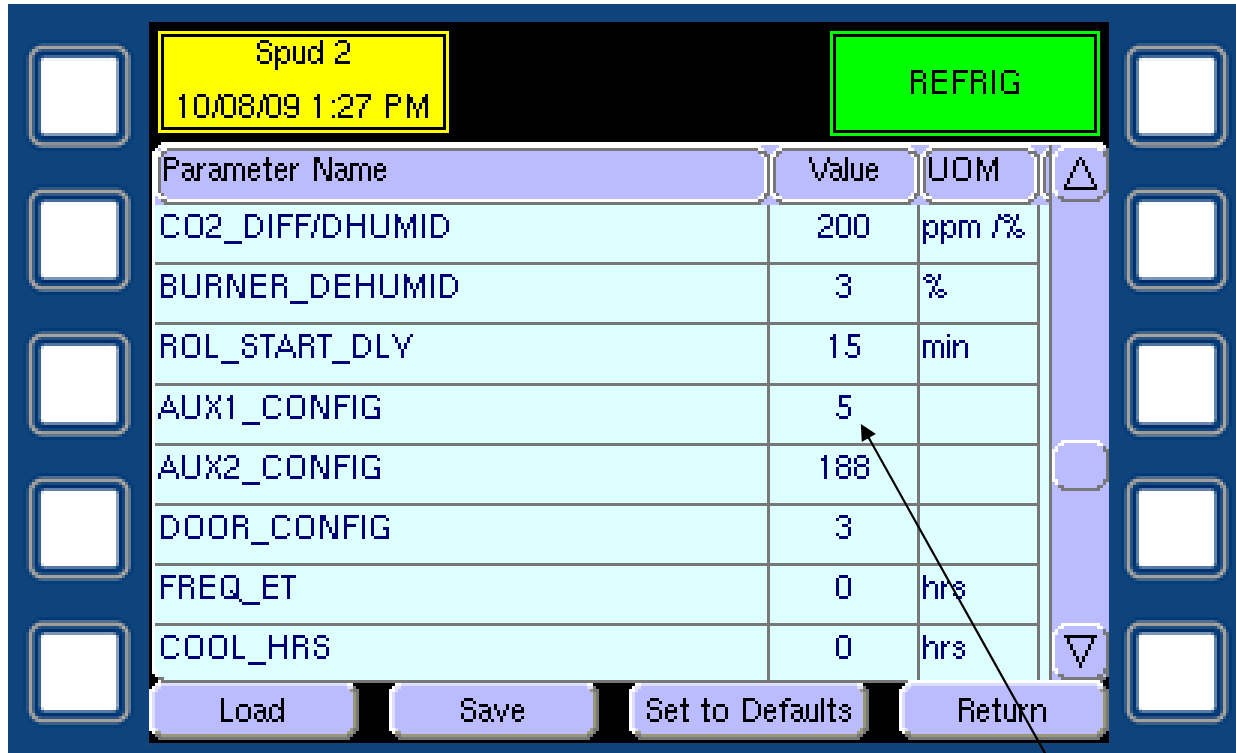 Spud 2
10/08/09 1:27 PM
REFRIG
Parameter Name Value UOM
CO2_DIFF/DHUMID 200 ppm /%
BURNER_DEHUMID 3 %
ROL_START_DLY 15 min
AUX1_CONFIG 5
AUX2_CONFIG 188
DOOR_CONFIG 3
FREQ_ET 0 hrs
COOL_HRS 0 hrs
Load Save Set to Defaults Return